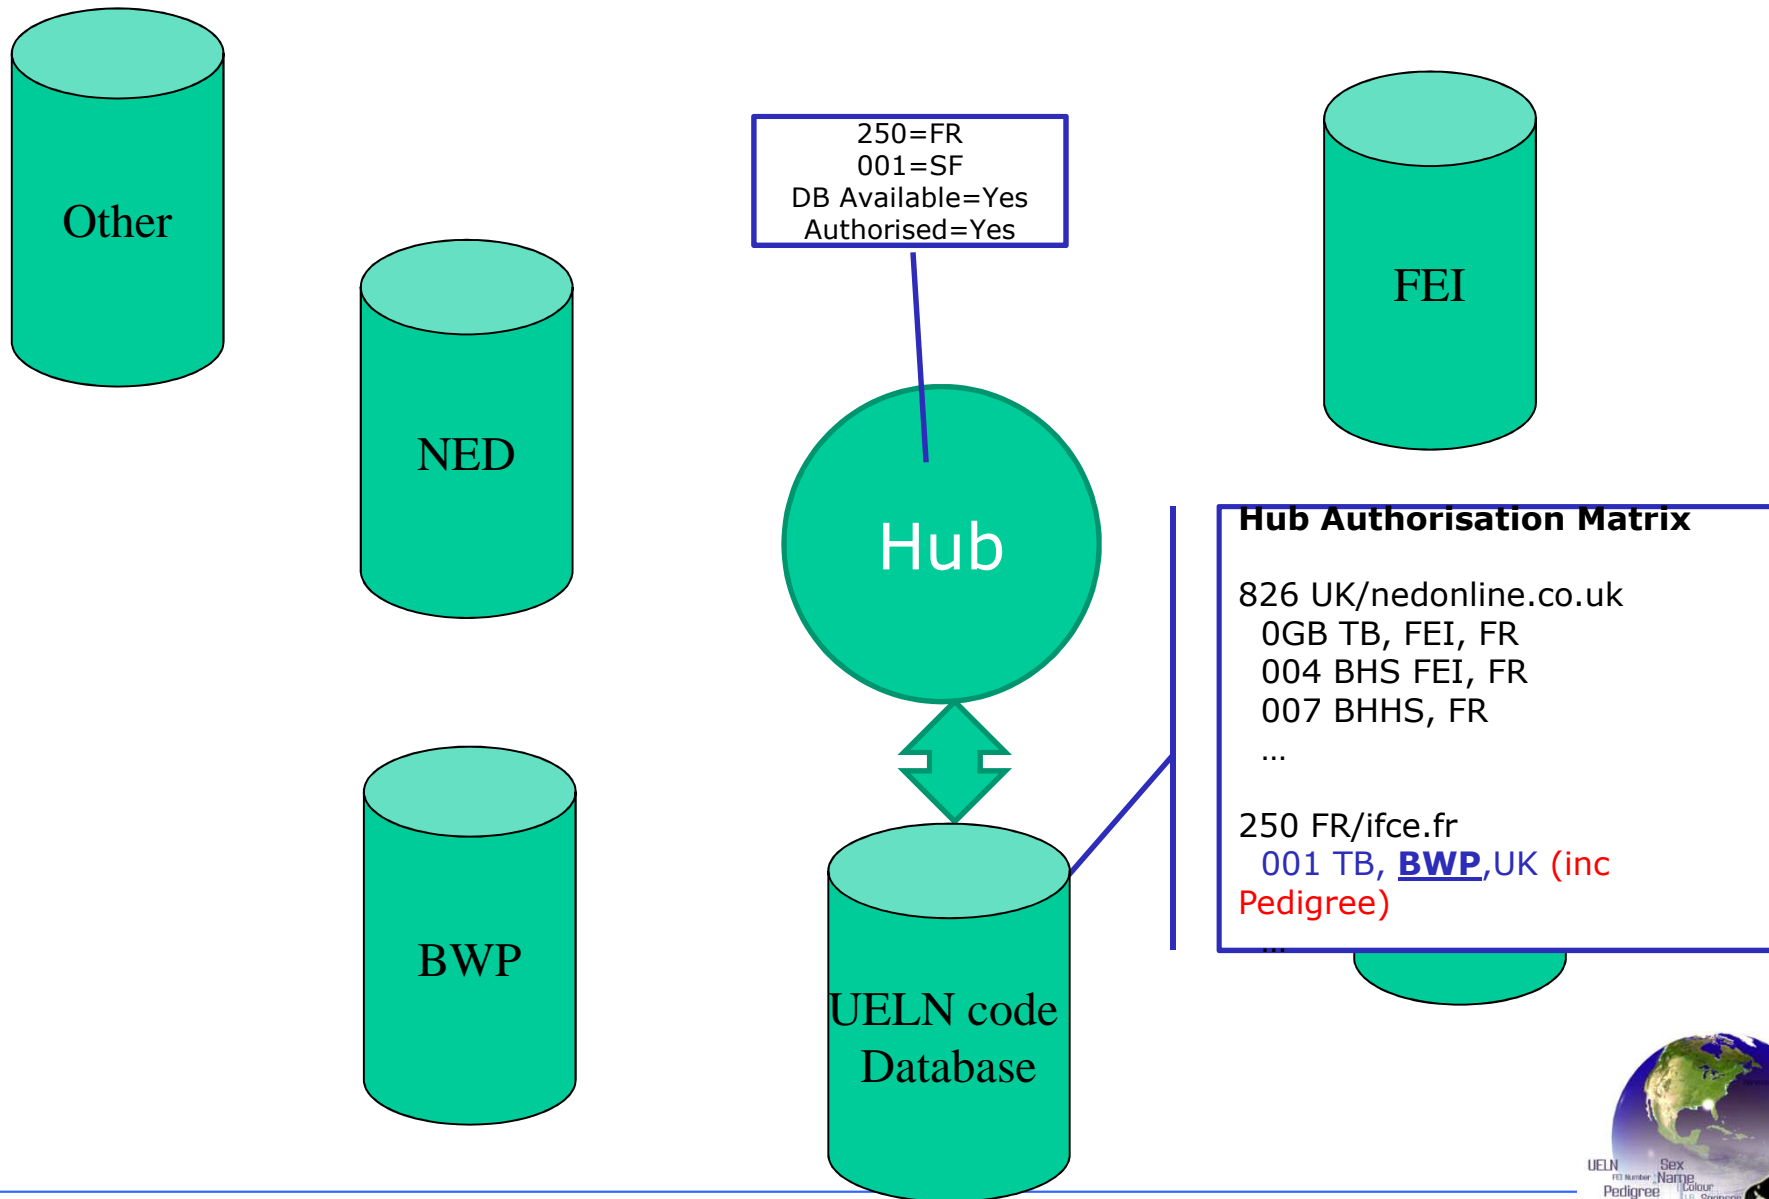 Other
250=FR
001=SF
DB Available=Yes
Authorised=Yes
FEI
NED
Hub
Hub Authorisation Matrix
826 UK/nedonline.co.uk
0GB TB, FEI, FR
004 BHS FEI, FR
007 BHHS, FR
…
250 FR/ifce.fr
001 TB, BWP,UK (inc
Pedigree)
…
BWP
UELN code
Database
UELN Sex
FEI Number Name
Pedigree Colour